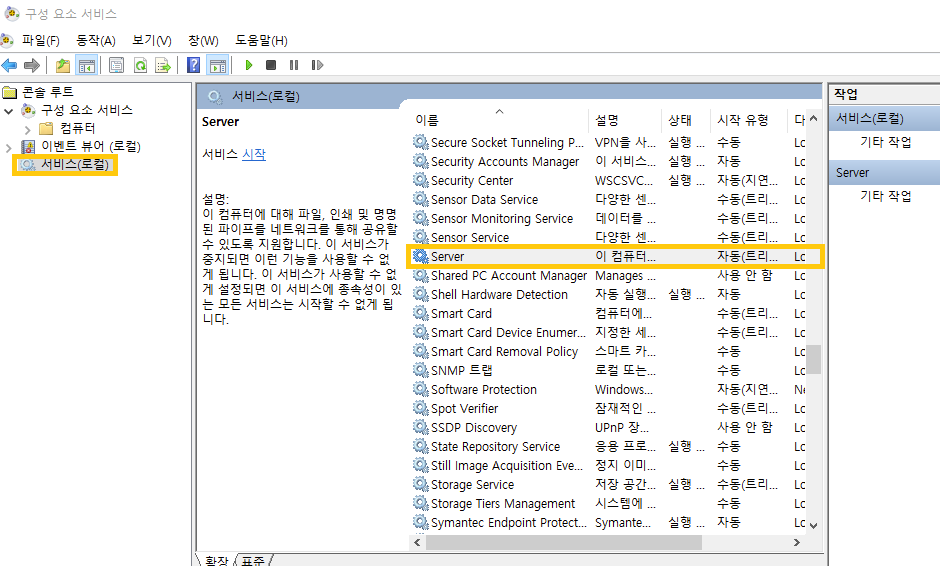 구성 요소 서비스
파일(F) 동작(A) 보기(V) 창(W) 도움말(H)
콘솔 루트
구성 요소 서비스
컴퓨터
이벤트 뷰어 (로컬)
서비스(로컬)
서비스(로컬)
Server
서비스 시작
설명:
이 컴퓨터에 대해 파일, 인쇄 및 명명
된 파이프를 네트워크를 통해 공유할
수 있도록 지원합니다. 이 서비스가
중지되면 이런 기능을 사용할 수 없
게 됩니다. 이 서비스가 사용할 수 없
게 설정되면 이 서비스에 종속성이 있
는 모든 서비스는 시작할 수 없게 됩
니다.
이름 설명 상태 시작 유형 다
Secure Socket Tunneling P... VPN을 사... 실행 ... 수동 Lo
Security Accounts Manager 이 서비스... 실행 ... 자동 Lo
Security Center WSCSVC... 실행 ... 자동(지연... Lo
Sensor Data Service 다양한 센... 수동(트리... Lo
Sensor Monitoring Service 데이터를 ... 수동(트리... Lo
Sensor Service 다양한 센... 수동(트리... Lo
Server 이 컴퓨터... 자동(트리... Lo
Shared PC Account Manager Manages ... 사용 안 함 Lo
Shell Hardware Detection 자동 실행... 실행 ... 자동 Lo
Smart Card 컴퓨터에... 수동(트리... Lo
Smart Card Device Enumer... 지정한 세... 수동(트리... Lo
Smart Card Removal Policy 스마트 카... 수동 Lo
SNMP 트랩 로컬 또는... 수동 Lo
Software Protection Windows... 자동(지연... Ne
Spot Verifier 잠재적인 ... 수동(트리... Lo
SSDP Discovery UPnP 장... 사용 안 함 Lo
State Repository Service 응용 프로... 실행 ... 수동 Lo
Still Image Acquisition Eve... 정지 이미... 수동 Lo
Storage Service 저장 공간... 실행 ... 수동(트리... Lo
Storage Tiers Management 시스템에 ... 수동 Lo
Symantec Endpoint Protect... Symante... 실행 ... 자동 Lo
확장 표준
작업
서비스(로컬)
기타 작업
Server
기타 작업